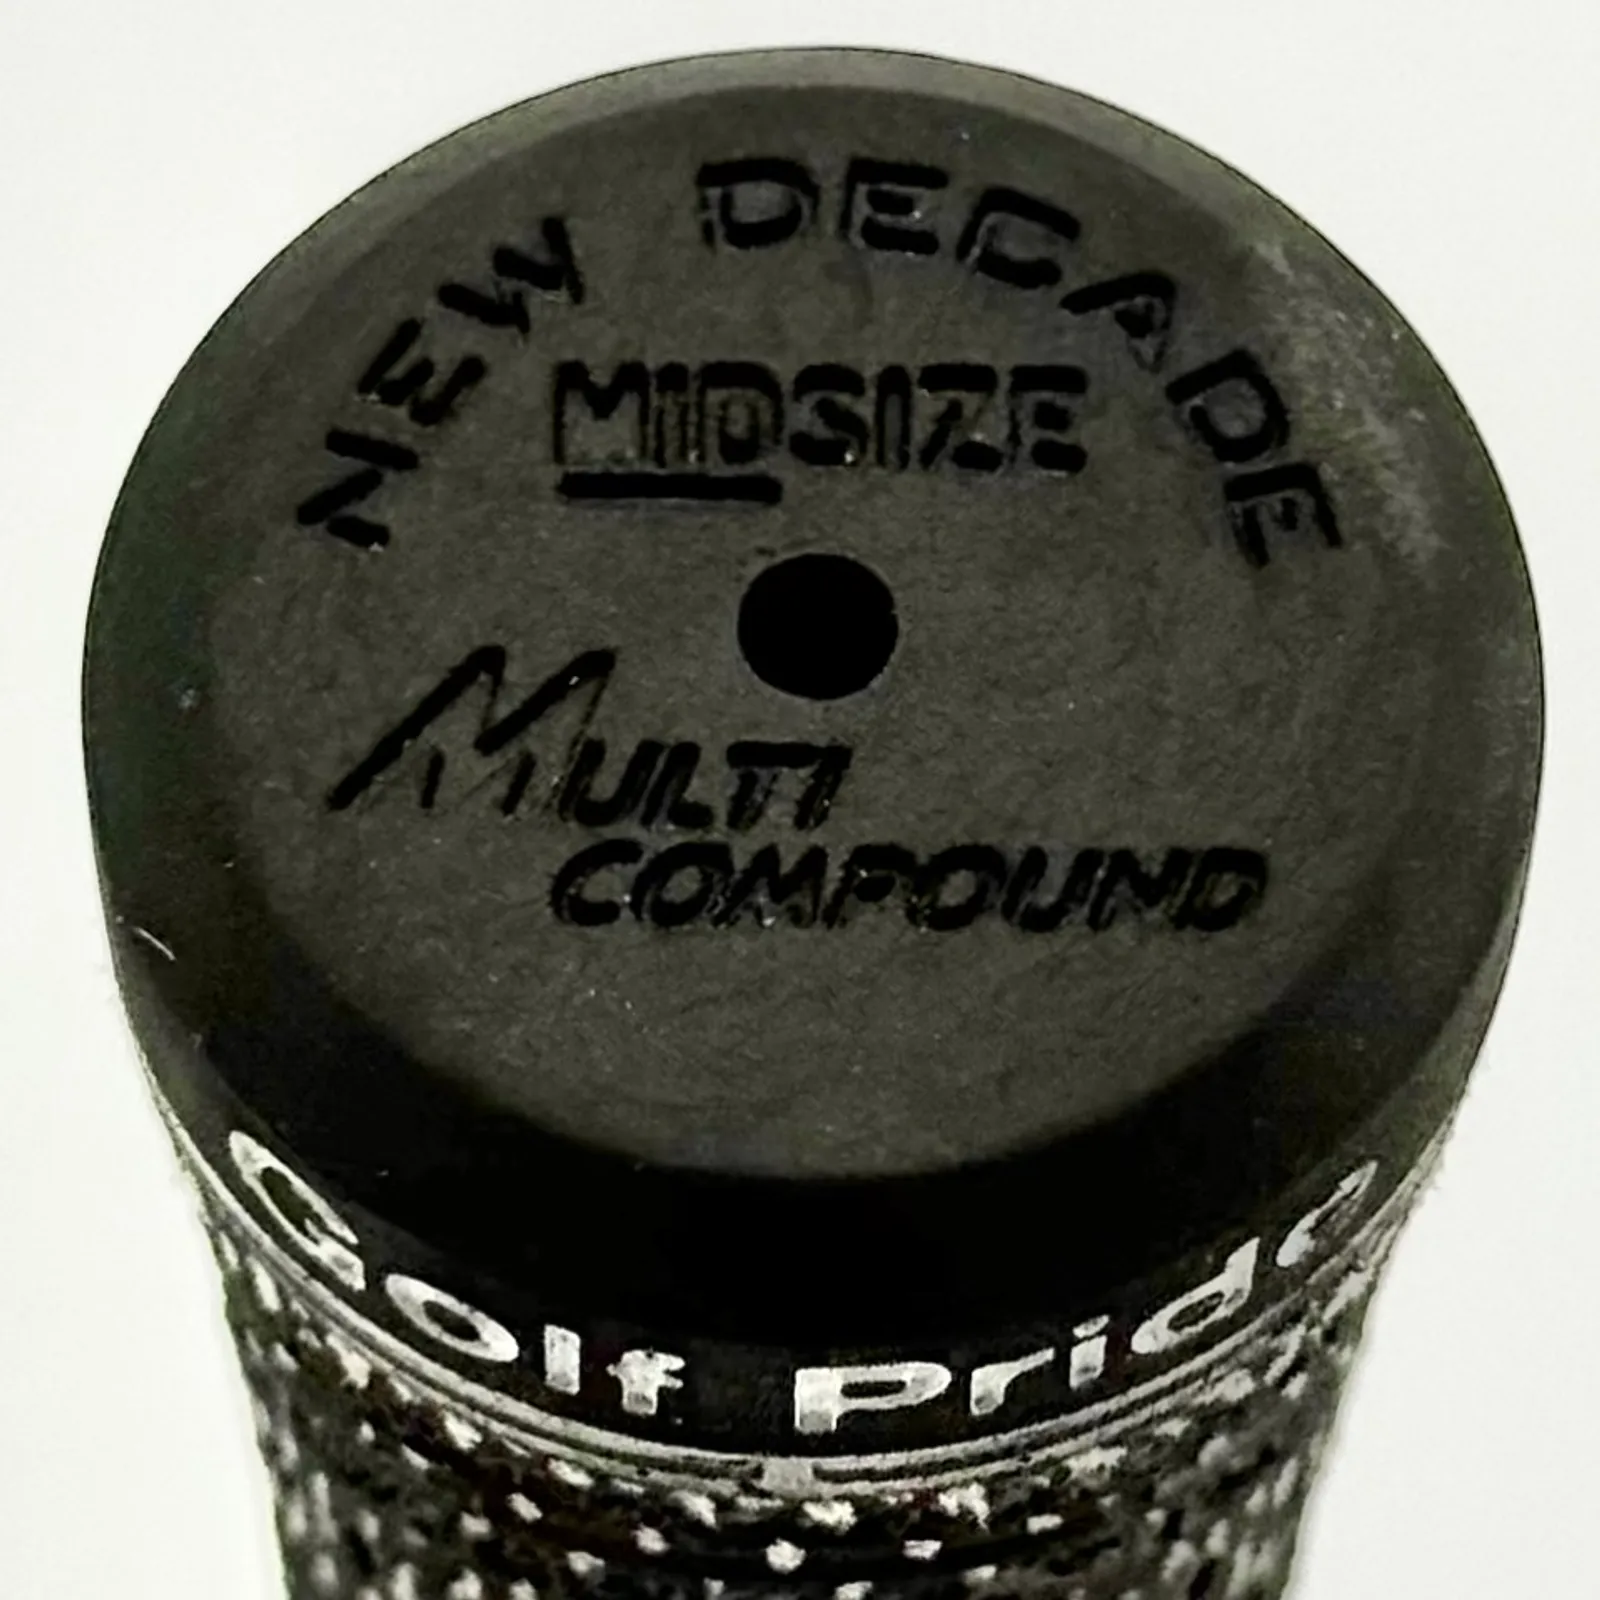 NEW DECADE
MIDSIZE
MULTI
COMPOUND
Golf Pride